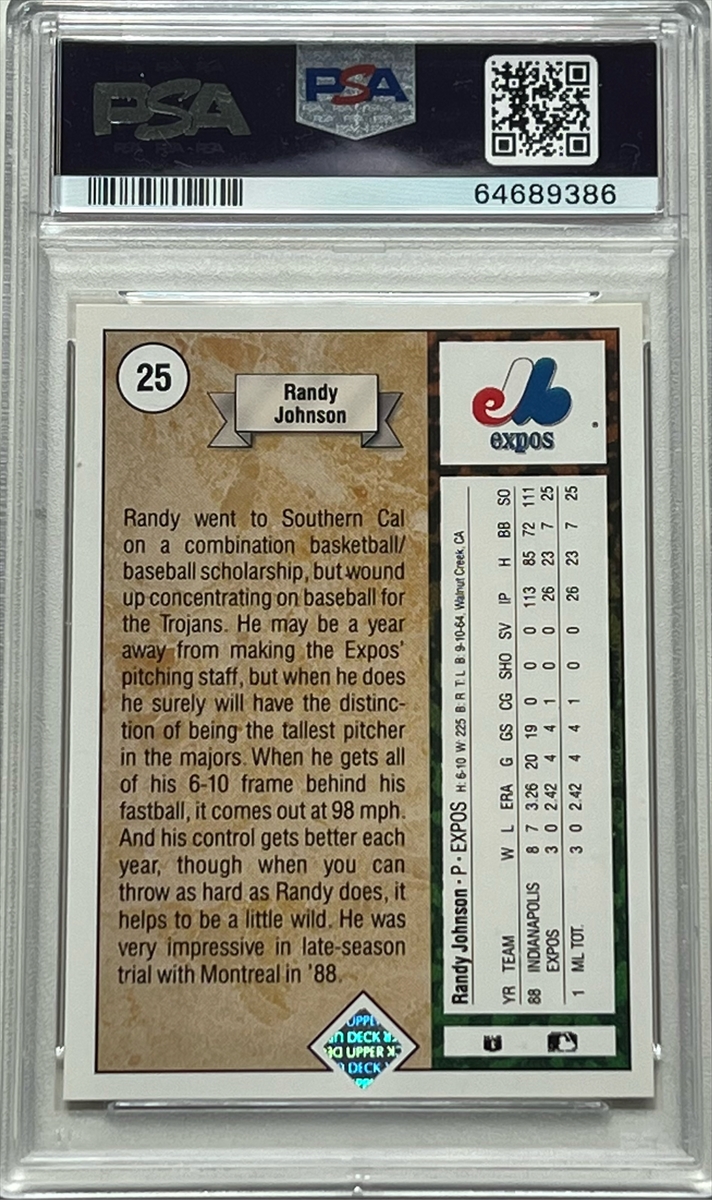 PSA
PSA
64689386
25
Randy
Johnson
expos
Randy went to Southern Cal
on a combination basketball/
baseball scholarship, but wound
up concentrating on baseball for
the Trojans. He may be a year
away from making the Expos'
pitching staff, but when he does
he surely will have the distinc-
tion of being the tallest pitcher
in the majors. When he gets all
of his 6-10 frame behind his
fastball, it comes out at 98 mph.
And his control gets better each
year, though when you can
throw as hard as Randy does, it
helps to be a little wild. He was
very impressive in late-season
trial with Montreal in '88.
Randy Johnson • P • EXPOS H: 6-10 W: 225 B: R T: L B: 9-10-64, Walnut Creek, CA
YR TEAM W L ERA G GS CG SHO SV IP H BB SO
88 INDIANAPOLIS 8 7 3.26 20 19 0 0 0 113 85 72 111
EXPOS 3 0 2.42 4 4 1 0 0 26 23 7 25
1 ML TOT. 3 0 2.42 4 4 1 0 0 26 23 7 25
UPPE
DECK
UPPER DE
DECK